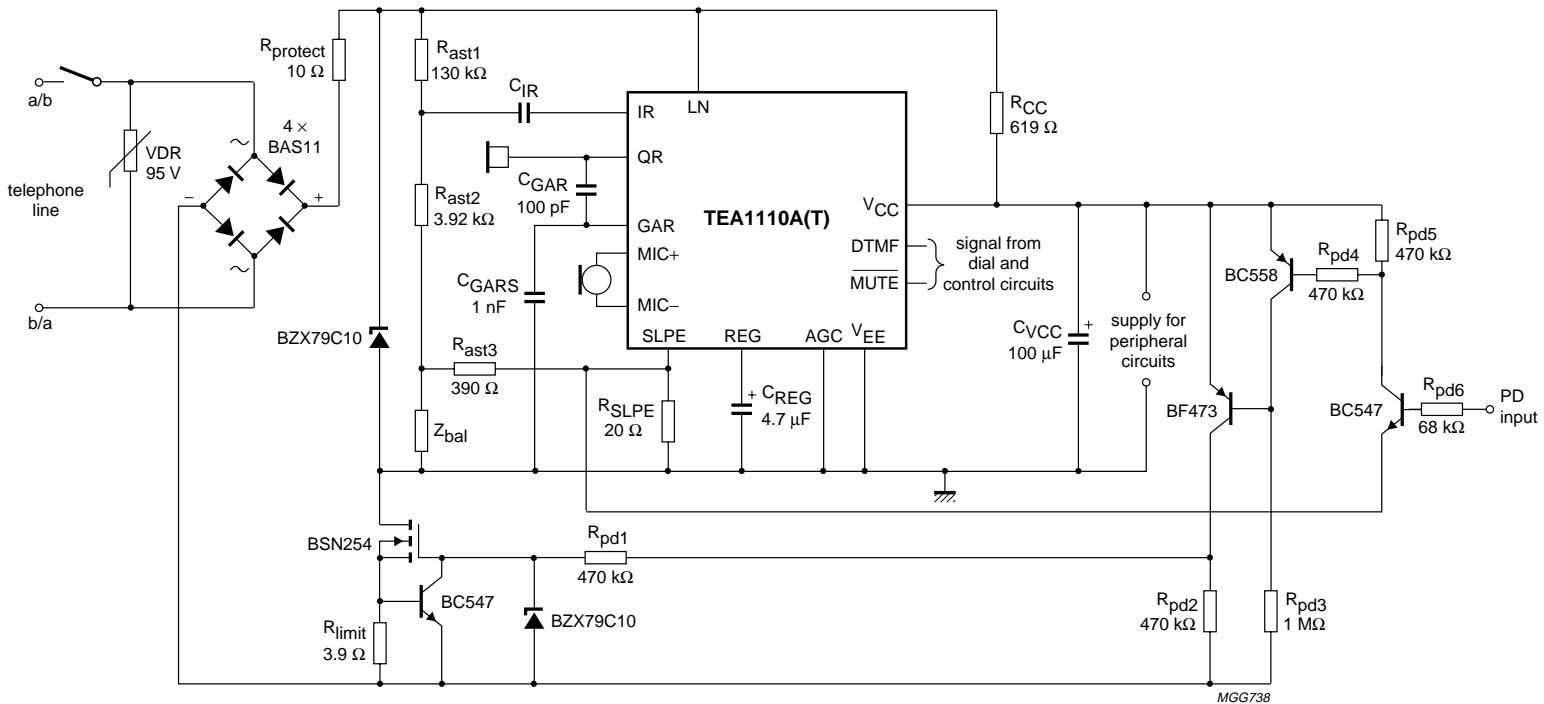 Rprotect
10 Ω
a/b
VDR
95 V
4 ×
BAS11
∼
−
+
∼
telephone
line
b/a
Rast1
130 kΩ
CIR
Rast2
3.92 kΩ
CGAR
100 pF
CGARS
1 nF
BZX79C10
Rast3
390 Ω
Zbal
RSLPE
20 Ω
+
CREG
4.7 µF
IR
LN
QR
GAR
MIC+
MIC−
SLPE
REG
AGC
VEE
TEA1110A(T)
VCC
DTMF
MUTE
signal from
dial and
control circuits
RCC
619 Ω
CVCC
100 µF
+
supply for
peripheral
circuits
BC558
Rpd4
470 kΩ
Rpd5
470 kΩ
BF473
BC547
Rpd6
68 kΩ
PD
input
BSN254
Rpd1
470 kΩ
BC547
BZX79C10
Rlimit
3.9 Ω
Rpd2
470 kΩ
Rpd3
1 MΩ
MGG738